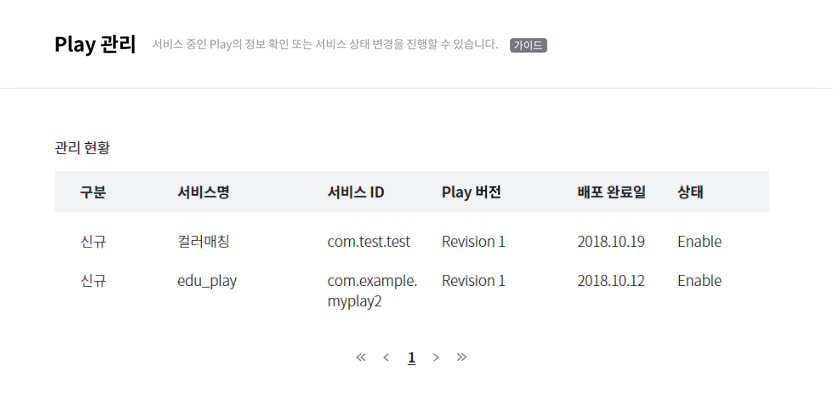 Play 관리 서비스 중인 Play의 정보 확인 또는 서비스 상태 변경을 진행할 수 있습니다. 가이드
관리 현황
구분 서비스명 서비스 ID Play 버전 배포 완료일 상태
신규 컬러매칭 com.test.test Revision 1 2018.10.19 Enable
신규 edu_play com.example. Revision 1 2018.10.12 Enable
myplay2
« < 1 > »